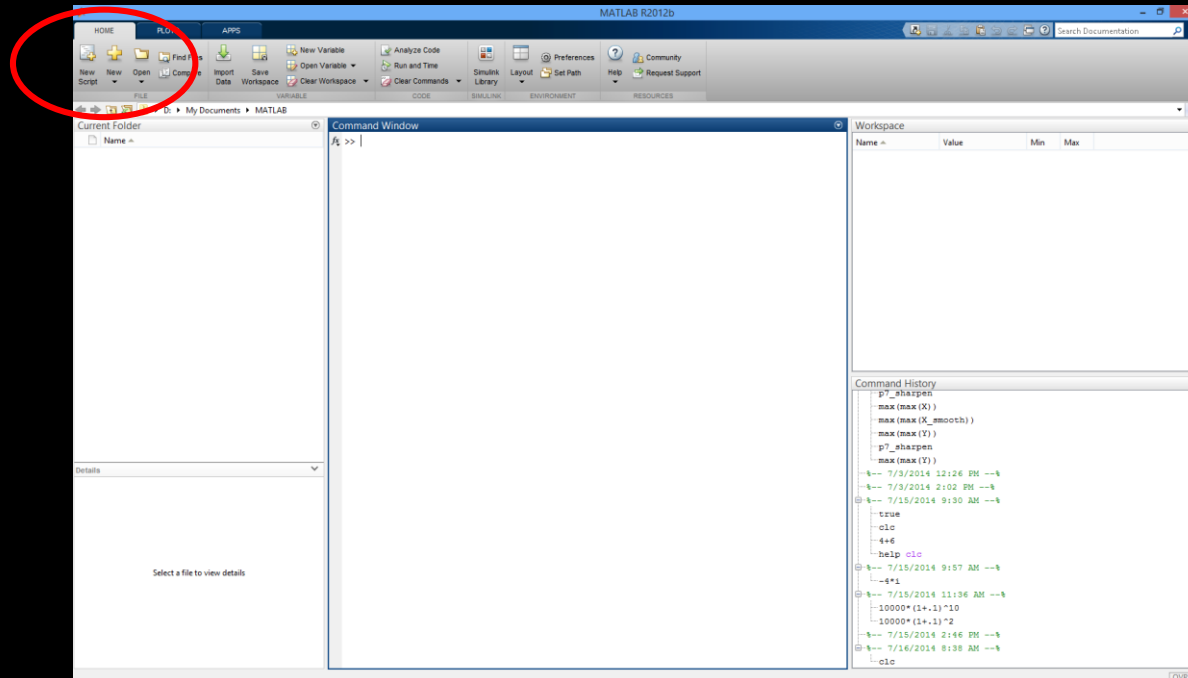 MATLAB R2012b
HOME PLOTS APPS
Search Documentation
New Script
New
Open
Find Files
Compare
Import Data
Save Workspace
New Variable
Open Variable
Clear Workspace
Analyze Code
Run and Time
Clear Commands
Simulink Library
Layout
Preferences
Set Path
Help
Community
Request Support
FILE VARIABLE CODE SIMULINK ENVIRONMENT RESOURCES
D: My Documents MATLAB
Current Folder
Name
Details
Select a file to view details
Command Window
fx >>
Workspace
Name Value Min Max
Command History
p7_sharpen
max(max(X))
max(max(X_smooth))
max(max(Y))
p7_sharpen
max(max(Y))
%-- 7/3/2014 12:26 PM --%
%-- 7/3/2014 2:02 PM --%
%-- 7/15/2014 9:30 AM --%
true
clc
4+6
help clc
%-- 7/15/2014 9:57 AM --%
-4*i
%-- 7/15/2014 11:36 AM --%
10000*(1+.1)^10
10000*(1+.1)^2
%-- 7/15/2014 2:46 PM --%
%-- 7/16/2014 8:38 AM --%
clc
OVR